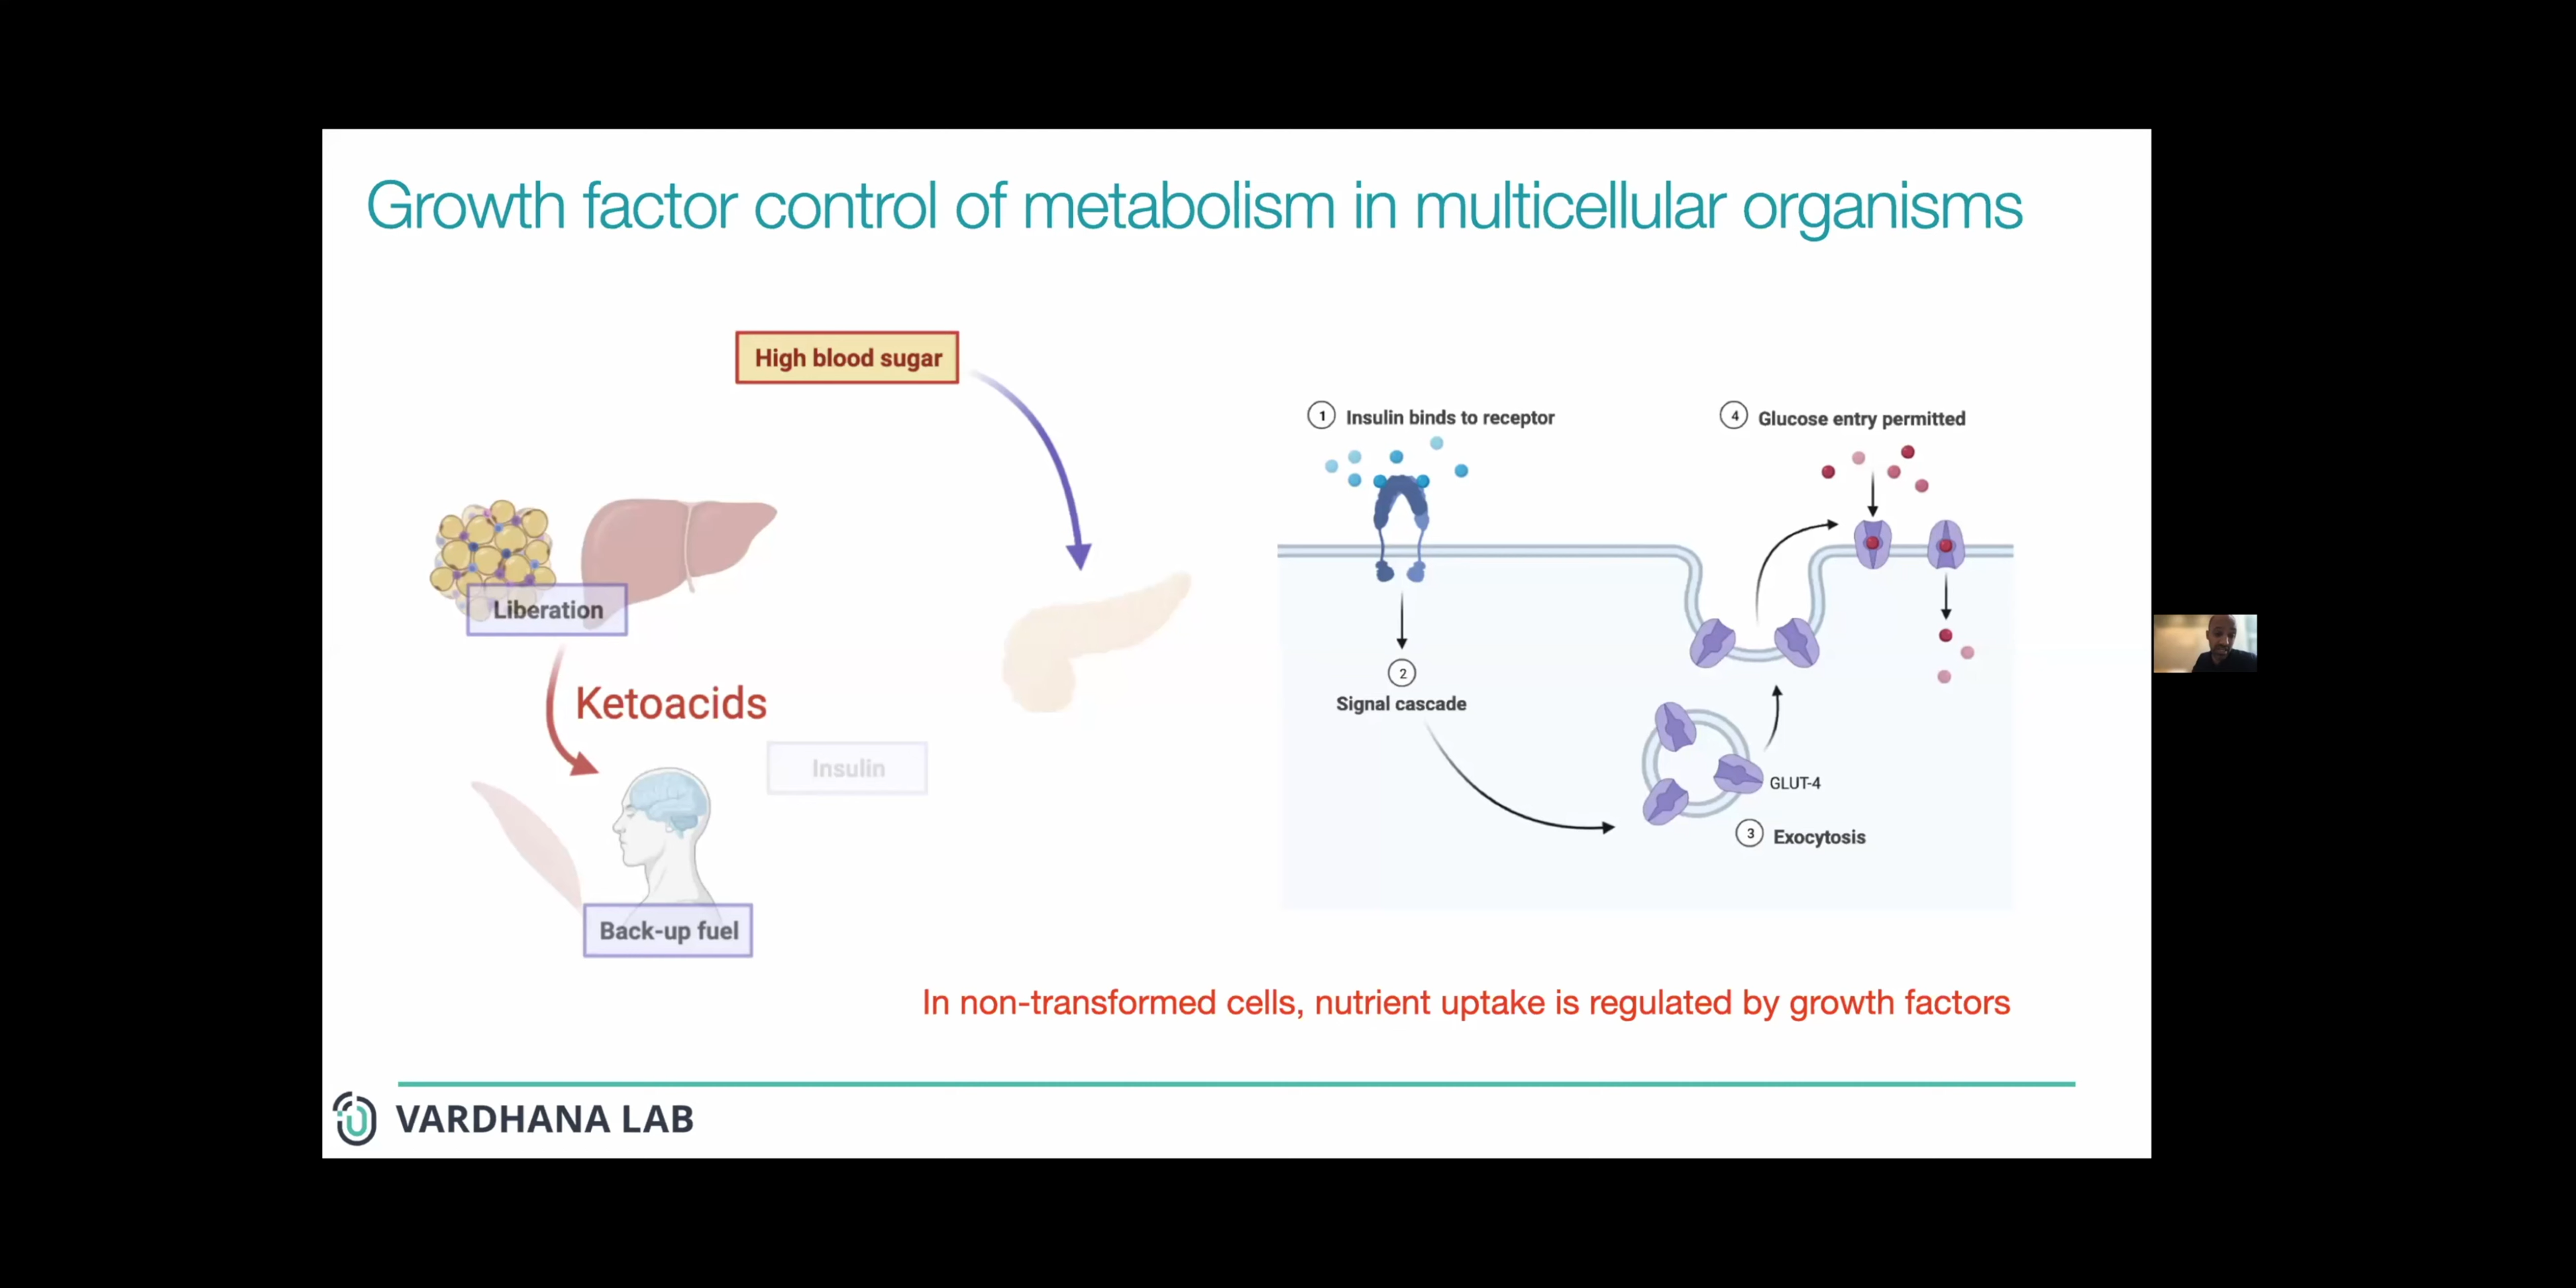 Growth factor control of metabolism in multicellular organisms
High blood sugar
Liberation
Ketoacids
Insulin
Back-up fuel
1 Insulin binds to receptor
2
Signal cascade
GLUT-4
3 Exocytosis
4 Glucose entry permitted
In non-transformed cells, nutrient uptake is regulated by growth factors
VARDHANA LAB